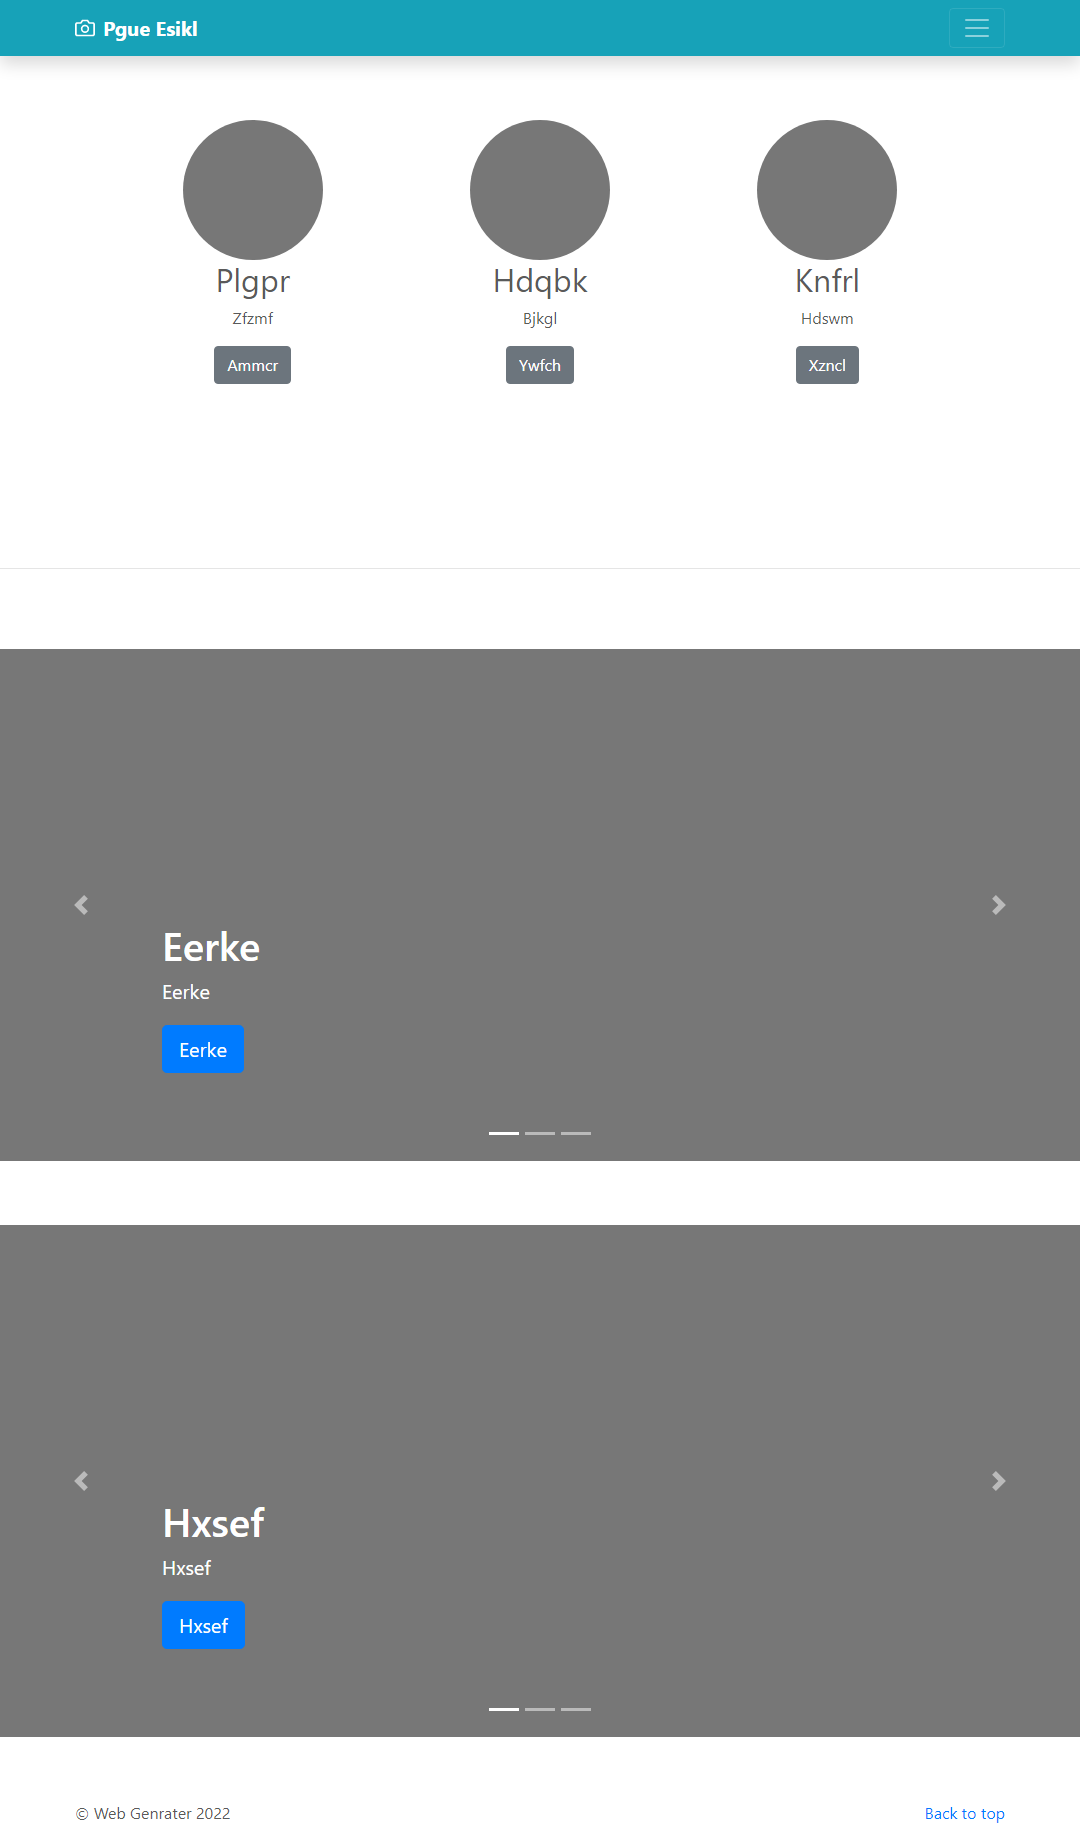 Pgue Esikl
Plgpr
Hdqbk
Knfrl
Zfzmf
Bjkgl
Hdswm
Ammcr
Ywfch
Xzncl
Eerke
Eerke
Eerke
Hxsef
Hxsef
Hxsef
© Web Genrater 2022
Back to top